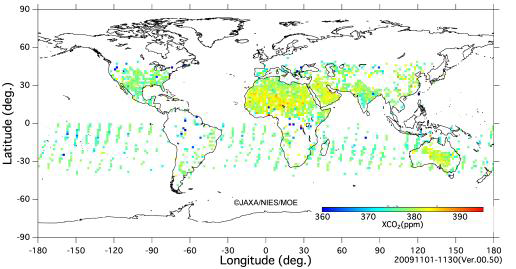 90
60
30
0
-30
-60
-90
Latitude (deg.)
©JAXA/NIES/MOE
360 370 380 390
XCO2(ppm)
-180 -150 -120 -90 -60 -30 0 30 60 90 120 150 180
Longitude (deg.)
20091101-1130(Ver.00.50)